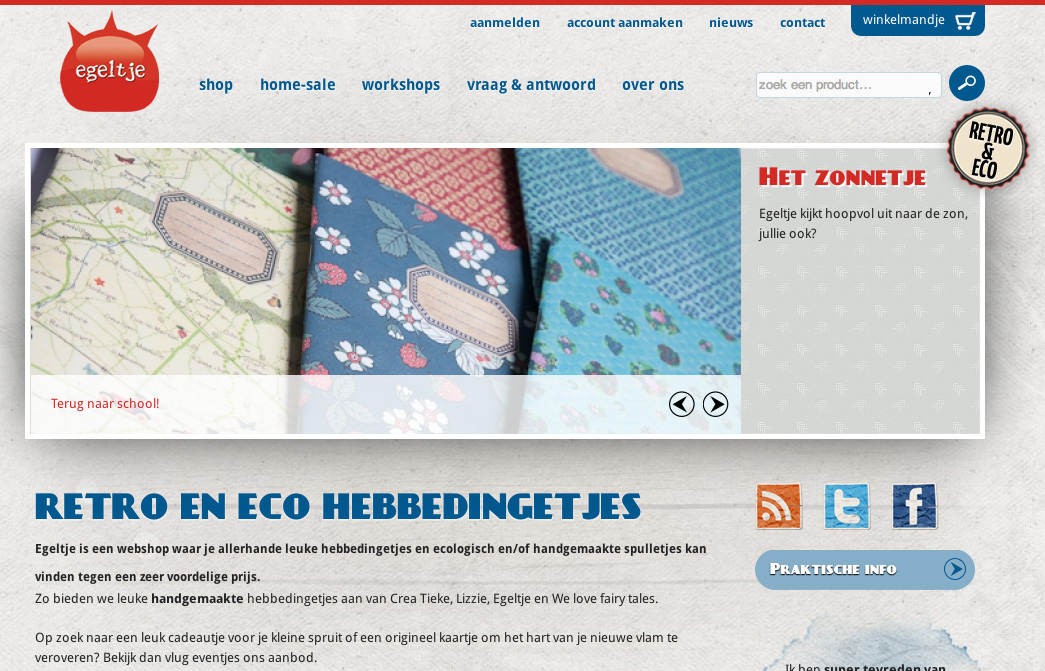 aanmelden account aanmaken nieuws contact winkelmandje
egeltje
shop home-sale workshops vraag & antwoord over ons zoek een product...
RETRO
&
ECO
Het zonnetje
Egeltje kijkt hoopvol uit naar de zon,
jullie ook?
Terug naar school!
RETRO EN ECO HEBBEDINGETJES
Egeltje is een webshop waar je allerhande leuke hebbedingetjes en ecologisch en/of handgemaakte spulletjes kan
vinden tegen een zeer voordelige prijs.
Zo bieden we leuke handgemaakte hebbedingetjes aan van Crea Tieke, Lizzie, Egeltje en We love fairy tales.
Op zoek naar een leuk cadeautje voor je kleine spruit of een origineel kaartje om het hart van je nieuwe vlam te
veroveren? Bekijk dan vlug eventjes ons aanbod.
Praktische info
Ik ben super tevreden van